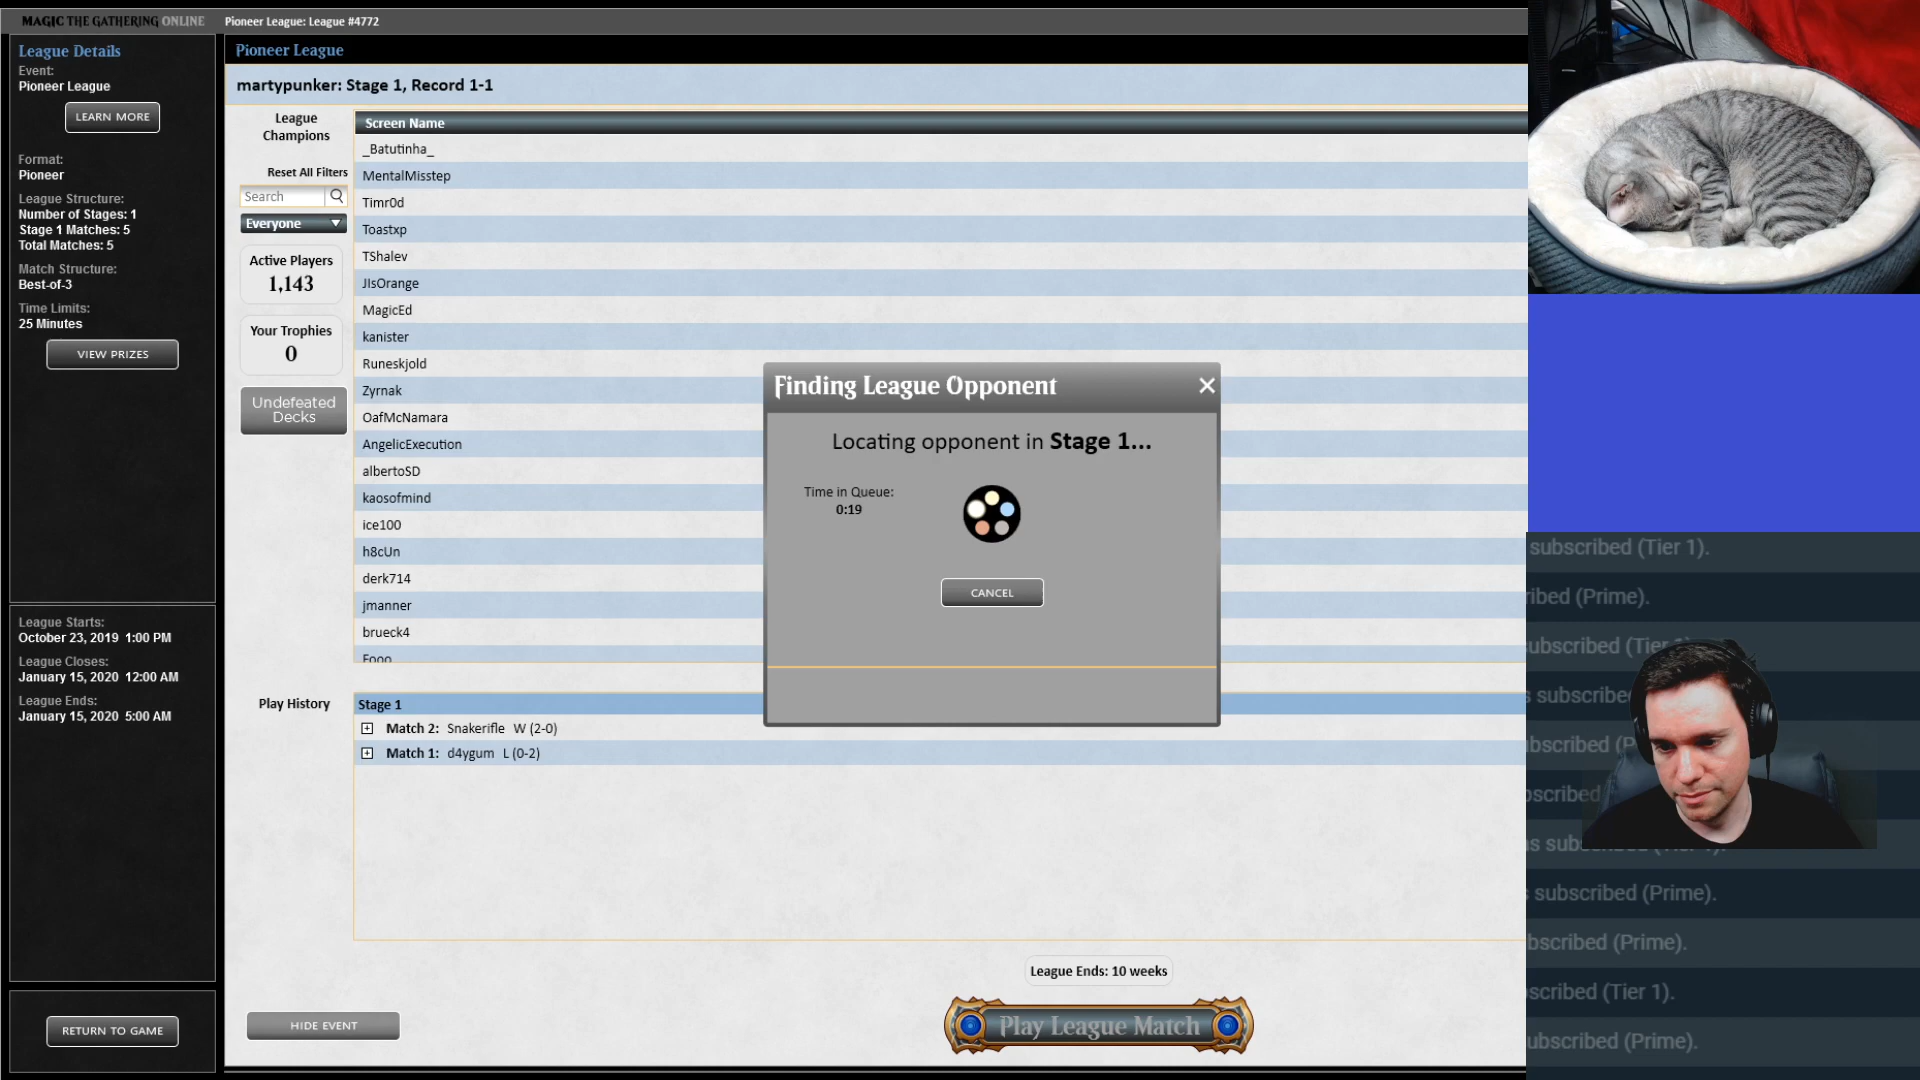 MAGIC THE GATHERING ONLINE
Pioneer League: League #4772
League Details
Event:
Pioneer League
LEARN MORE
Format:
Pioneer
League Structure:
Number of Stages: 1
Stage 1 Matches: 5
Total Matches: 5
Match Structure:
Best-of-3
Time Limits:
25 Minutes
VIEW PRIZES
League Starts:
October 23, 2019 1:00 PM
League Closes:
January 15, 2020 12:00 AM
League Ends:
January 15, 2020 5:00 AM
RETURN TO GAME
Pioneer League
martypunker: Stage 1, Record 1-1
League
Champions
Reset All Filters
Search
Everyone
Active Players
1,143
Your Trophies
0
Undefeated
Decks
Screen Name
_Batutinha_
MentalMisstep
Timr0d
Toastxp
TShalev
JIsOrange
MagicEd
kanister
Runeskjold
Zyrnak
OafMcNamara
AngelicExecution
albertoSD
kaosofmind
ice100
h8cUn
derk714
jmanner
brueck4
Finding League Opponent
Locating opponent in Stage 1...
Time in Queue:
0:19
CANCEL
Play History
Stage 1
Match 2: Snakerifle W (2-0)
Match 1: d4ygum L (0-2)
League Ends: 10 weeks
HIDE EVENT
Play League Match
subscribed (Tier 1).
ribed (Prime).
ubscribed (Tier 1).
s subscribe
bscribed (P
scribed
s sub
s subscribed (Prime).
bscribed (Prime).
scribed (Tier 1).
ubscribed (Prime).